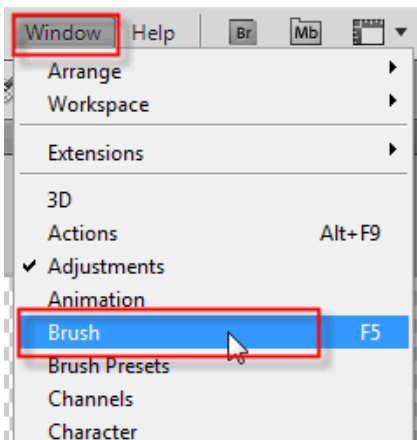 Window Help Br Mb
Arrange
Workspace
Extensions
3D
Actions Alt+F9
Adjustments
Animation
Brush F5
Brush Presets
Channels
Character